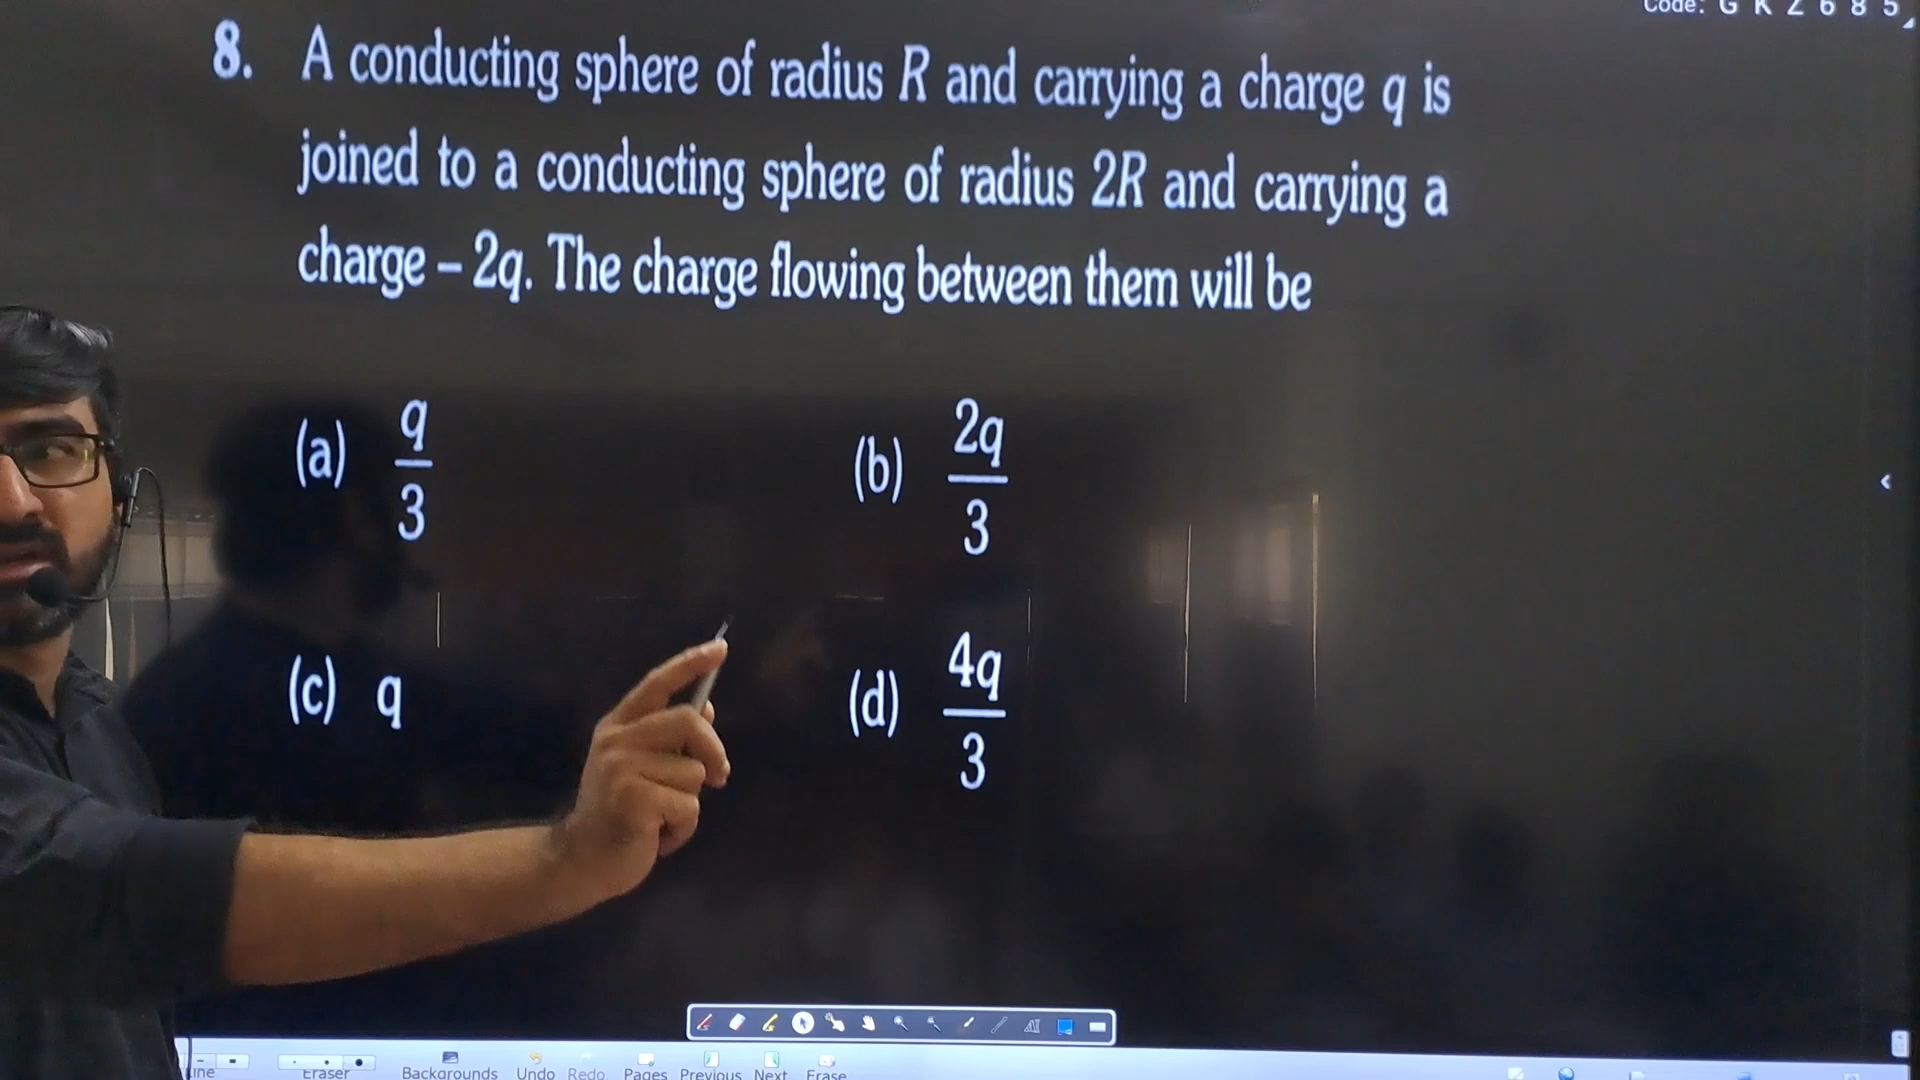 Code: G K Z 6 8 5
8. A conducting sphere of radius R and carrying a charge q is
joined to a conducting sphere of radius 2R and carrying a
charge – 2q. The charge flowing between them will be
(a) q/3
(b) 2q/3
(c) q
(d) 4q/3
Line Eraser Backgrounds Undo Redo Pages Previous Next Erase